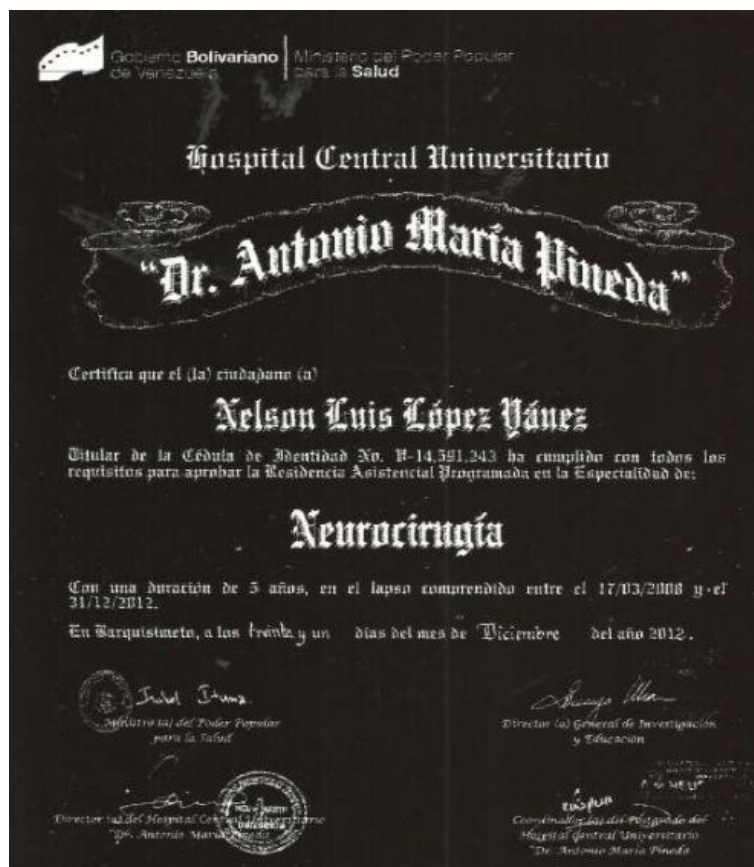 Gobierno Bolivariano
de Venezuela
Ministerio del Poder Popular
para la Salud
Hospital Central Universitario
"Dr. Antonio María Pineda"
Certifica que el (la) ciudadano (a)
Nelson Luis López Yánez
Titular de la Cédula de Identidad No. V-14.591.243 ha cumplido con todos los
requisitos para aprobar la Residencia Asistencial Programada en la Especialidad de:
Neurocirugía
Con una duración de 5 años, en el lapso comprendido entre el 17/03/2008 y el
31/12/2012.
En Barquisimeto, a los treinta y un días del mes de Diciembre del año 2012.
Ministro (a) del Poder Popular
para la Salud
Director (a) General de Investigación
y Educación
Director (a) del Hospital Central Universitario
"Dr. Antonio María Pineda
Coordinador (a) del Postgrado del
Hospital Central Universitario
"Dr. Antonio María Pineda